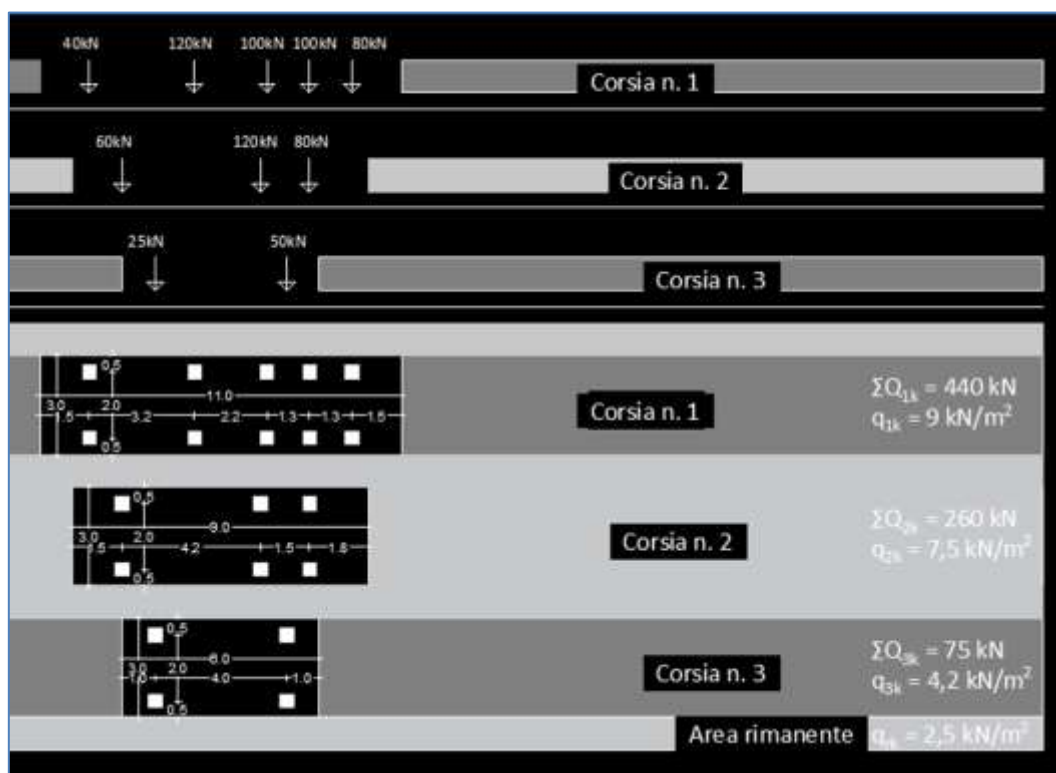 40kN 120kN 100kN 100kN 80kN
Corsia n. 1
60kN 120kN 80kN
Corsia n. 2
25kN 50kN
Corsia n. 3
0,5
11.0
3.0 2.0
1.5 3.2 2.2 1.3 1.3 1.5
0.5
Corsia n. 1
ΣQ1k = 440 kN
q1k = 9 kN/m²
0,5
9.0
3.0 2.0
1.5 4.2 1.5 1.8
0.5
Corsia n. 2
ΣQ2k = 260 kN
q2k = 7,5 kN/m²
0,5
6.0
3.0 2.0
1.0 4.0 1.0
0.5
Corsia n. 3
ΣQ3k = 75 kN
q3k = 4,2 kN/m²
Area rimanente
qrk = 2,5 kN/m²